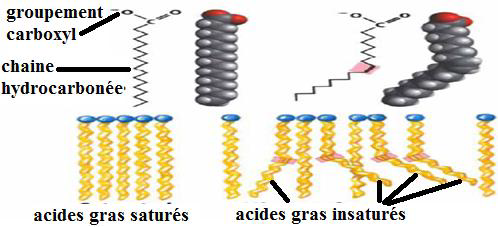 groupement
carboxyl
chaine
hydrocarbonée
O
C
O
O
C
O
acides gras saturés
acides gras insaturés